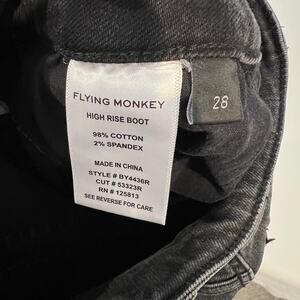 FLYING MONKEY
HIGH RISE BOOT
98% COTTON
2% SPANDEX
MADE IN CHINA
STYLE # BY4436R
CUT # 53323R
RN # 125813
SEE REVERSE FOR CARE
28